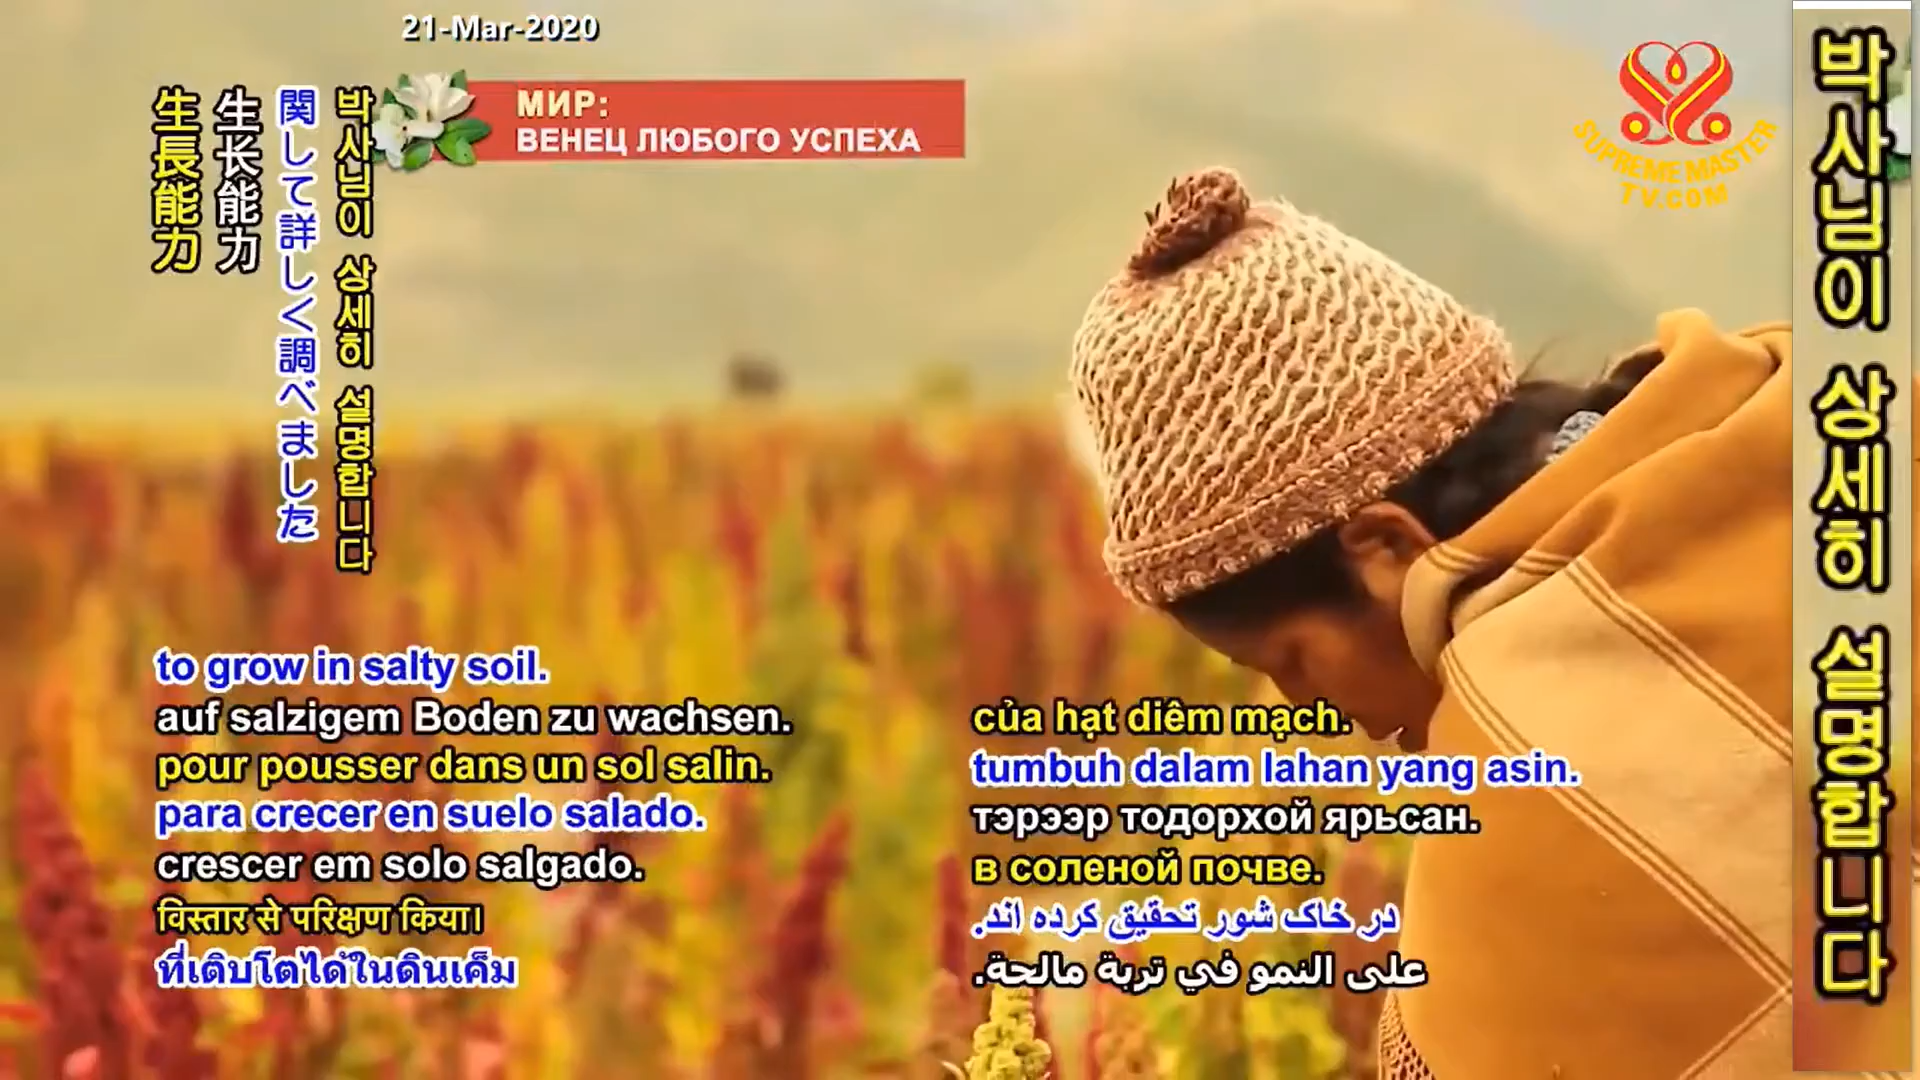 21-Mar-2020
МИР:
ВЕНЕЦ ЛЮБОГО УСПЕХА
SUPREME MASTER
TV.COM
박사님이 상세히 설명합니다
関して詳しく調べました
生长能力
生長能力
박사님이 상세히 설명합니다
to grow in salty soil.
auf salzigem Boden zu wachsen.
pour pousser dans un sol salin.
para crecer en suelo salado.
crescer em solo salgado.
विस्तार से परिक्षण किया।
ที่เติบโตได้ในดินเค็ม
của hạt diêm mạch.
tumbuh dalam lahan yang asin.
тэрээр тодорхой ярьсан.
в соленой почве.
در خاک شور تحقیق کرده اند.
على النمو في تربة مالحة.